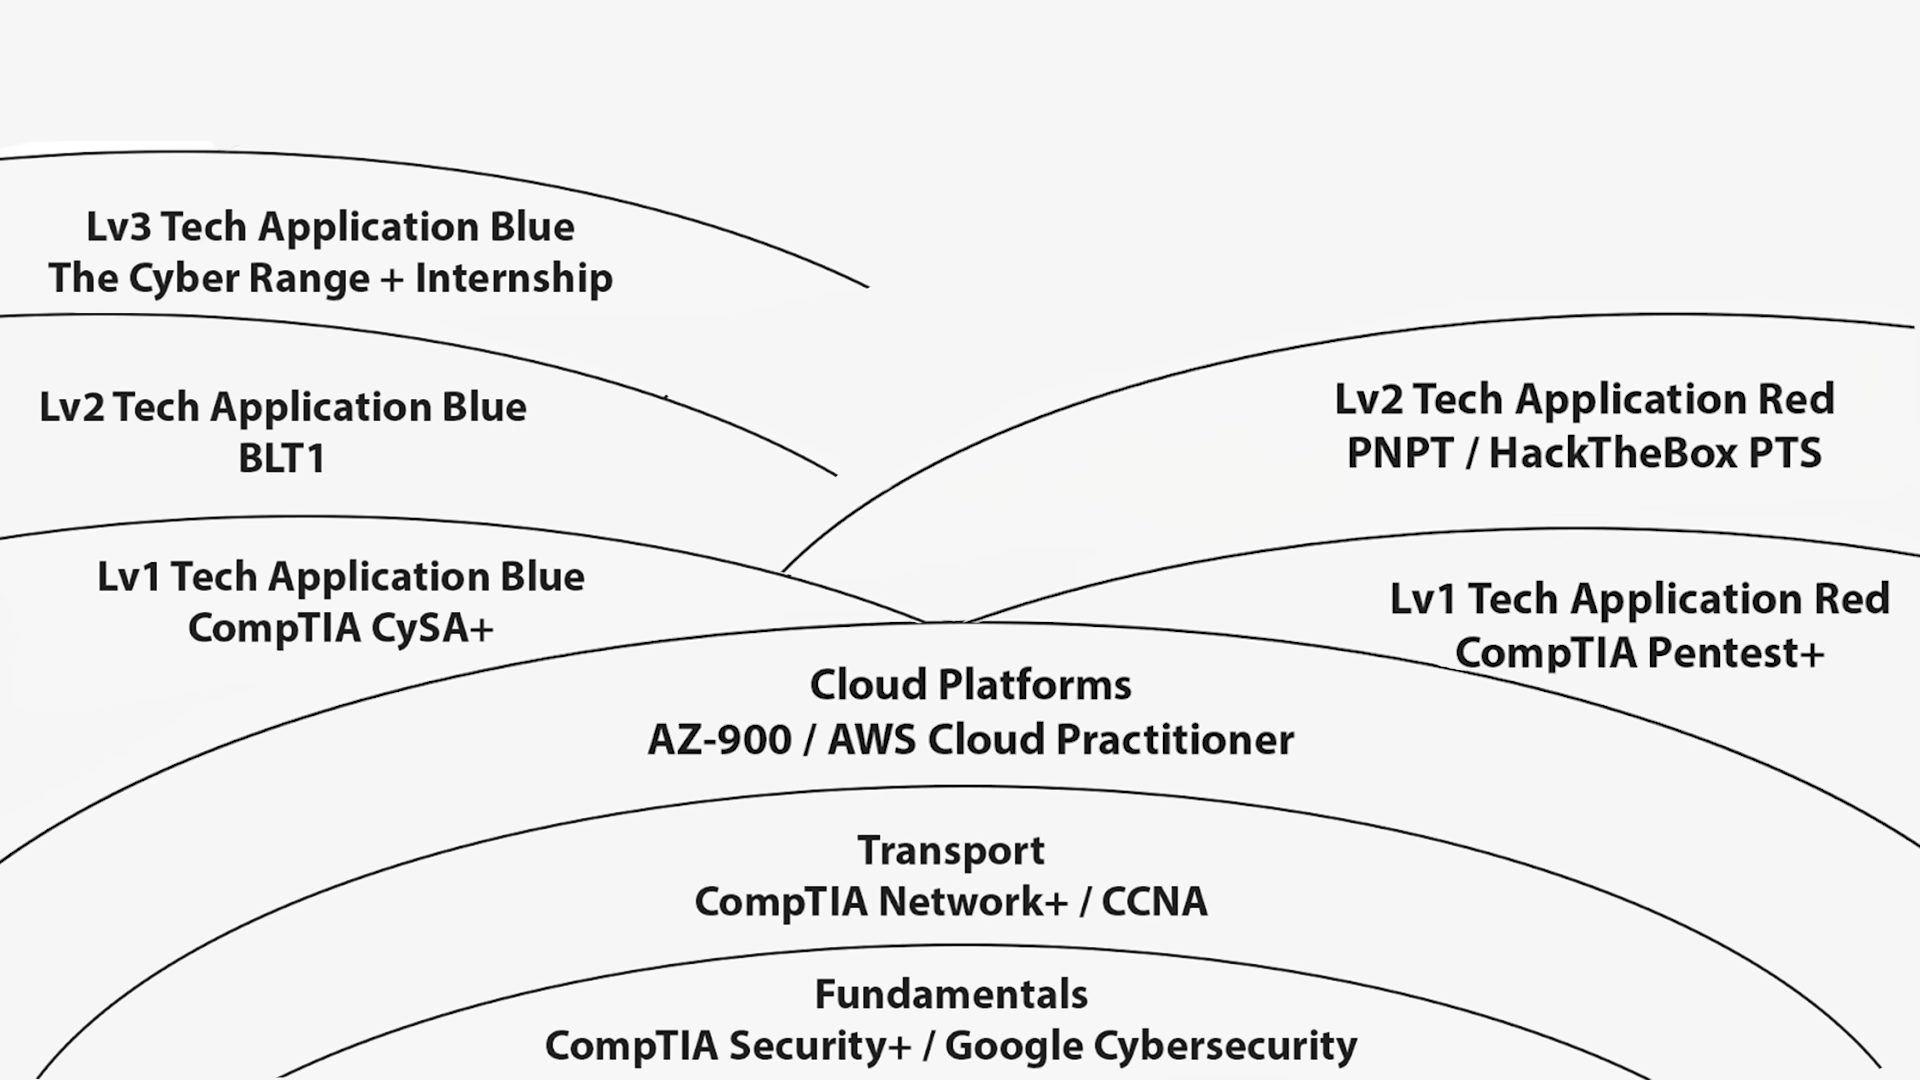 Lv3 Tech Application Blue
The Cyber Range + Internship
Lv2 Tech Application Blue
BLT1
Lv2 Tech Application Red
PNPT / HackTheBox PTS
Lv1 Tech Application Blue
CompTIA CySA+
Lv1 Tech Application Red
CompTIA Pentest+
Cloud Platforms
AZ-900 / AWS Cloud Practitioner
Transport
CompTIA Network+ / CCNA
Fundamentals
CompTIA Security+ / Google Cybersecurity